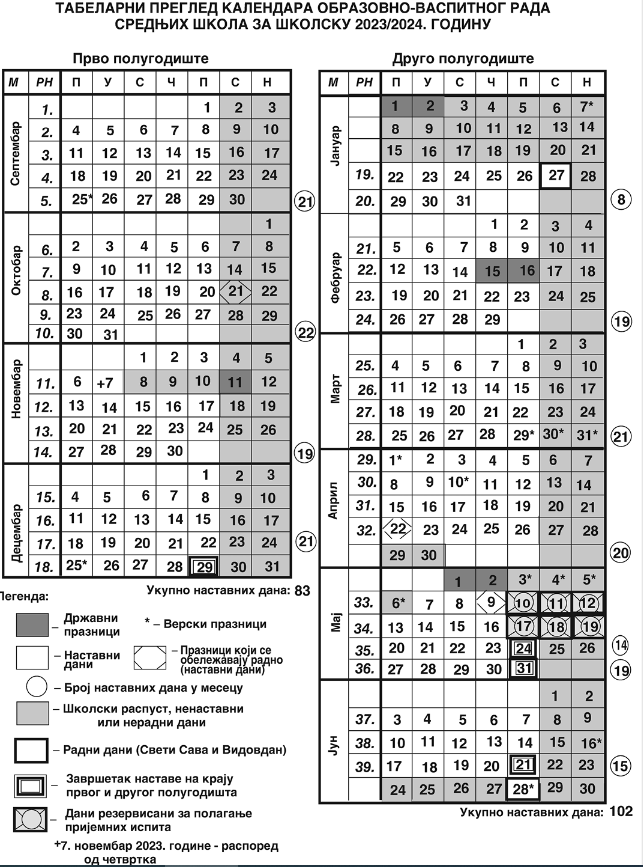 ТАБЕЛАРНИ ПРЕГЛЕД КАЛЕНДАРА ОБРАЗОВНО-ВАСПИТНОГ РАДА
СРЕДЊИХ ШКОЛА ЗА ШКОЛСКУ 2023/2024. ГОДИНУ
Прво полугодиште
М РН П У С Ч П С Н
Септембар
1. 1 2 3
2. 4 5 6 7 8 9 10
3. 11 12 13 14 15 16 17
4. 18 19 20 21 22 23 24
5. 25* 26 27 28 29 30 21
Октобар
1
6. 2 3 4 5 6 7 8
7. 9 10 11 12 13 14 15
8. 16 17 18 19 20 21 22
9. 23 24 25 26 27 28 29
10. 30 31 22
Новембар
1 2 3 4 5
11. 6 +7 8 9 10 11 12
12. 13 14 15 16 17 18 19
13. 20 21 22 23 24 25 26
14. 27 28 29 30 19
Децембар
1 2 3
15. 4 5 6 7 8 9 10
16. 11 12 13 14 15 16 17
17. 18 19 20 21 22 23 24 21
18. 25* 26 27 28 29 30 31
Укупно наставних дана: 83
Легенда:
– Државни празници
* – Верски празници
– Наставни дани
– Празници који се обележавају радно (наставни дани)
– Број наставних дана у месецу
– Школски распуст, ненаставни или нерадни дани
– Радни дани (Свети Сава и Видовдан)
– Завршетак наставе на крају првог и другог полугодишта
– Дани резервисани за полагање пријемних испита
+7. новембар 2023. године - распоред од четвртка
Друго полугодиште
М РН П У С Ч П С Н
Јануар
1 2 3 4 5 6 7*
8 9 10 11 12 13 14
15 16 17 18 19 20 21
19. 22 23 24 25 26 27 28
20. 29 30 31 8
Фебруар
1 2 3 4
21. 5 6 7 8 9 10 11
22. 12 13 14 15 16 17 18
23. 19 20 21 22 23 24 25
24. 26 27 28 29 19
Март
1 2 3
25. 4 5 6 7 8 9 10
26. 11 12 13 14 15 16 17
27. 18 19 20 21 22 23 24
28. 25 26 27 28 29* 30* 31* 21
Април
29. 1* 2 3 4 5 6 7
30. 8 9 10* 11 12 13 14
31. 15 16 17 18 19 20 21
32. 22 23 24 25 26 27 28
29 30 20
Мај
1 2 3* 4* 5*
33. 6* 7 8 9 10 11 12
34. 13 14 15 16 17 18 19
35. 20 21 22 23 24 25 26 14
36. 27 28 29 30 31 19
Јун
1 2
37. 3 4 5 6 7 8 9
38. 10 11 12 13 14 15 16*
39. 17 18 19 20 21 22 23 15
24 25 26 27 28* 29 30
Укупно наставних дана: 102